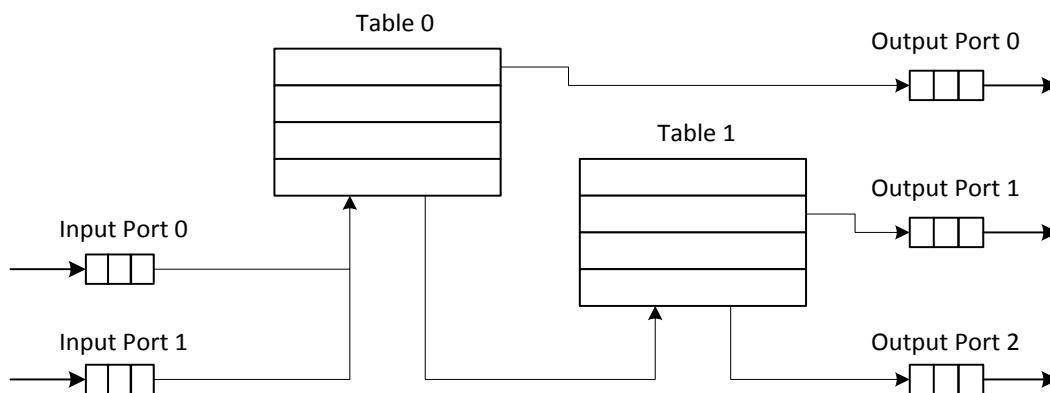 Table 0
Output Port 0
Table 1
Output Port 1
Input Port 0
Input Port 1
Output Port 2